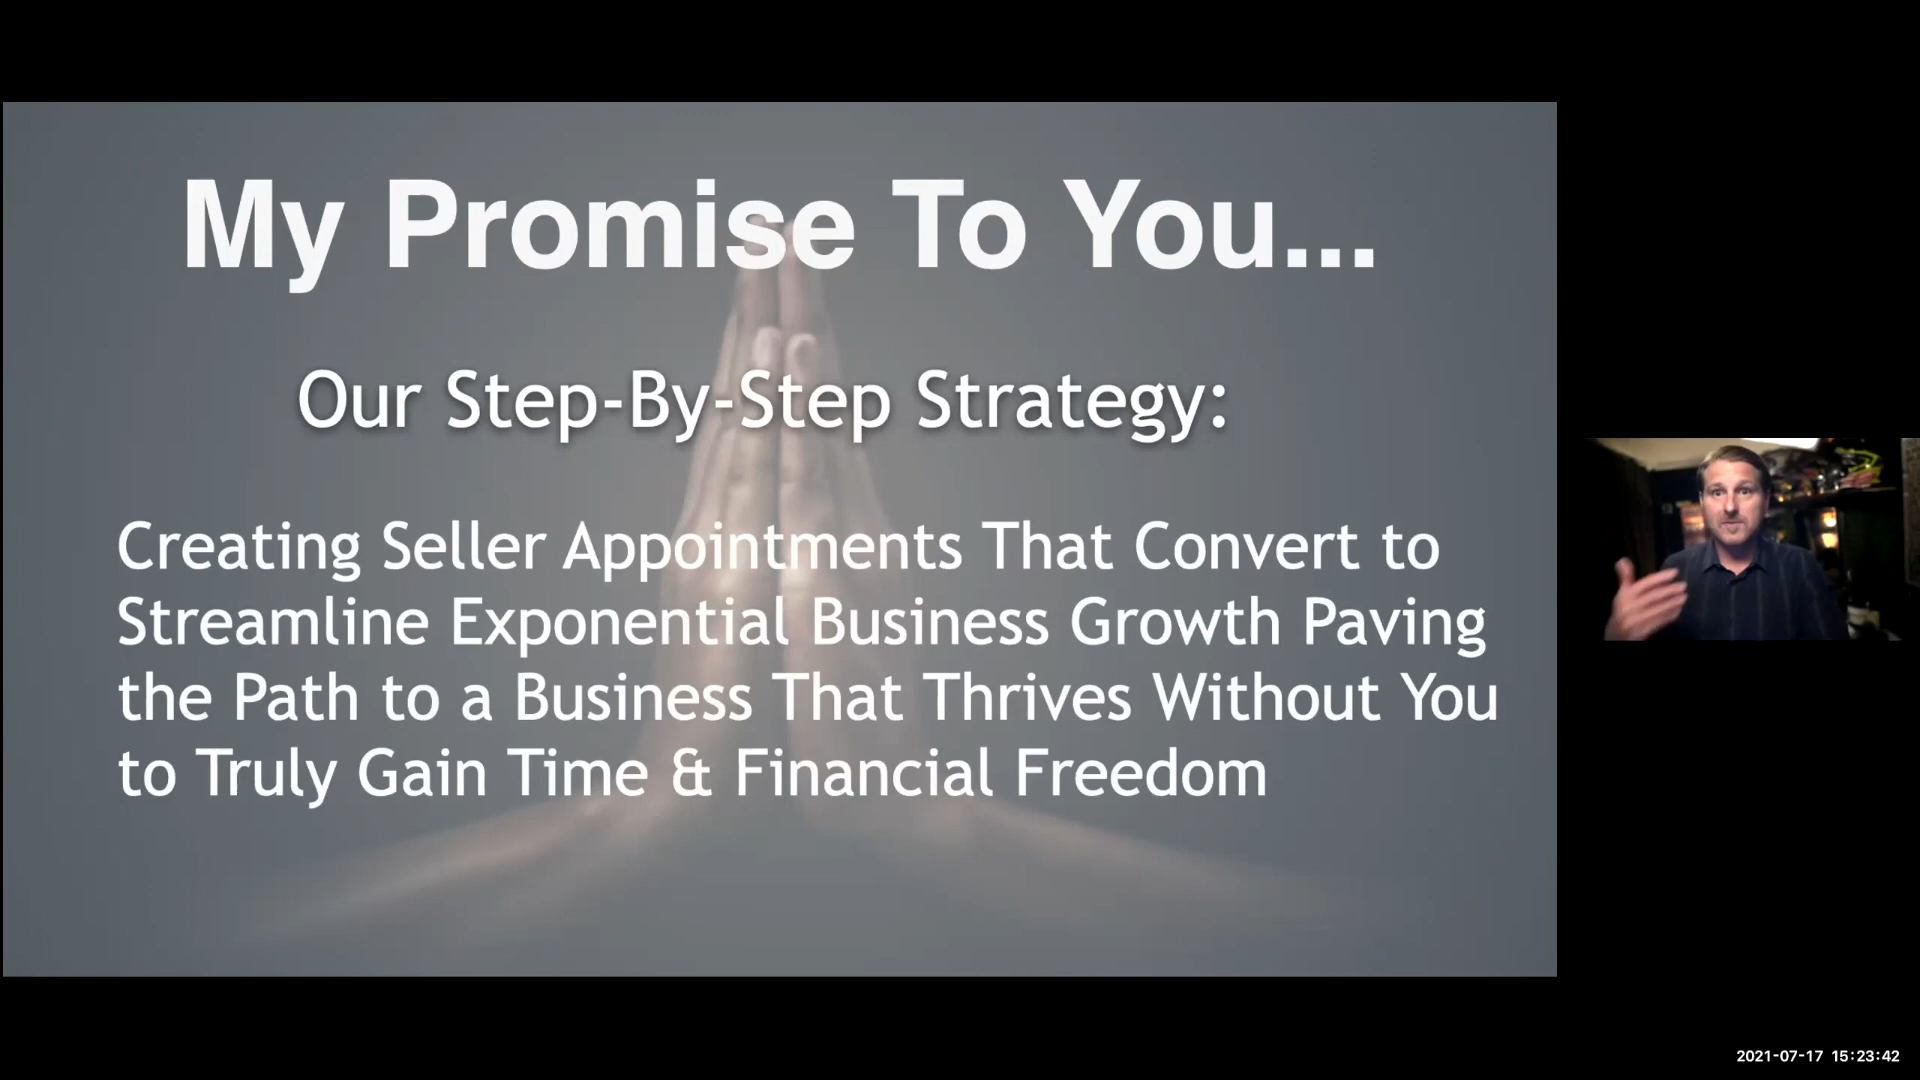 My Promise To You...
Our Step-By-Step Strategy:
Creating Seller Appointments That Convert to
Streamline Exponential Business Growth Paving
the Path to a Business That Thrives Without You
to Truly Gain Time & Financial Freedom
2021-07-17 15:23:42